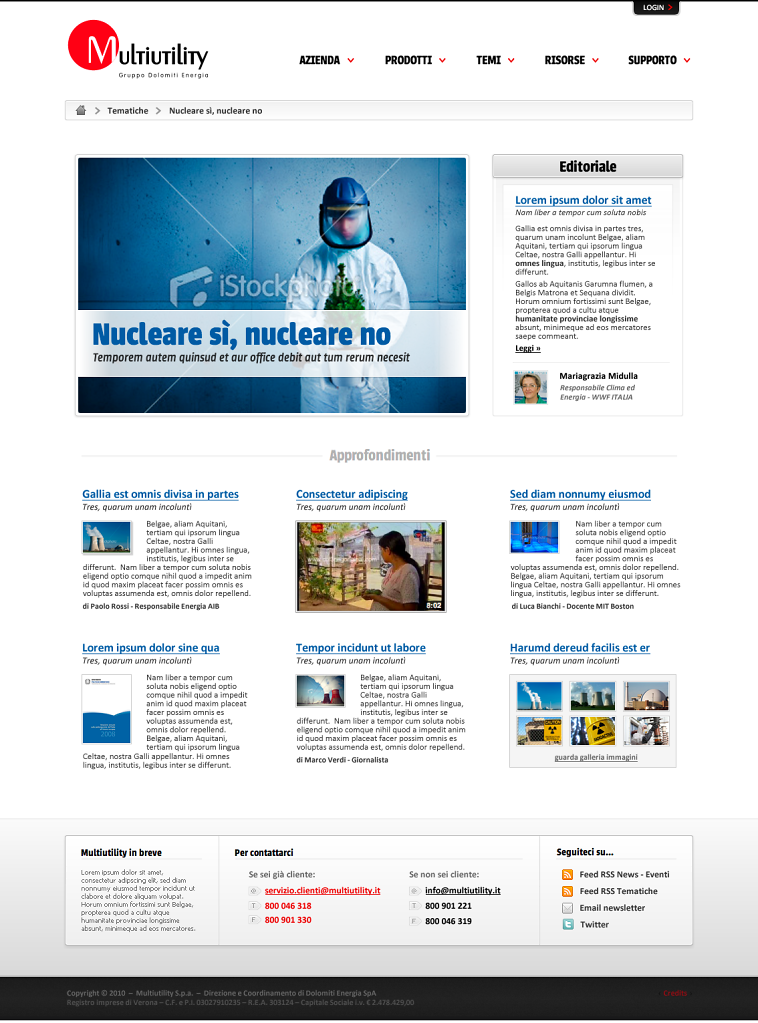 LOGIN
Multiutility
Gruppo Dolomiti Energia
AZIENDA
PRODOTTI
TEMI
RISORSE
SUPPORTO
Tematiche
Nucleare sì, nucleare no
iStockphoto
Nucleare sì, nucleare no
Temporem autem quinsud et aur office debit aut tum rerum necesit
Editoriale
Lorem ipsum dolor sit amet
Nam liber a tempor cum soluta nobis
Gallia est omnis divisa in partes tres,
quarum unam incolunt Belgae, aliam
Aquitani, tertiam qui ipsorum lingua
Celtae, nostra Galli appellantur. Hi
omnes lingua, institutis, legibus inter se
differunt.
Gallos ab Aquitanis Garumna flumen, a
Belgis Matrona et Sequana dividit.
Horum omnium fortissimi sunt Belgae,
propterea quod a cultu atque
humanitate provinciae longissime
absunt, minimeque ad eos mercatores
saepe commeant.
Leggi »
Mariagrazia Midulla
Responsabile Clima ed
Energia - WWF ITALIA
Approfondimenti
Gallia est omnis divisa in partes
Tres, quarum unam incoluntì
Belgae, aliam Aquitani,
tertiam qui ipsorum lingua
Celtae, nostra Galli
appellantur. Hi omnes lingua,
institutis, legibus inter se
differunt.  Nam liber a tempor cum soluta nobis
eligend optio comque nihil quod a impedit anim
id quod maxim placeat facer possim omnis es
voluptas assumenda est, omnis dolor repellend.
di Paolo Rossi - Responsabile Energia AIB
Consectetur adipiscing
Tres, quarum unam incoluntì
8:02
Sed diam nonnumy eiusmod
Tres, quarum unam incoluntì
Nam liber a tempor cum
soluta nobis eligend optio
comque nihil quod a impedit
anim id quod maxim placeat
facer possim omnis es
voluptas assumenda est, omnis dolor repellend.
Belgae, aliam Aquitani, tertiam qui ipsorum lingua
Celtae, nostra Galli appellantur. Hi omnes
lingua, institutis, legibus inter se differunt.
di Luca Bianchi - Docente MIT Boston
Lorem ipsum dolor sine qua
Tres, quarum unam incoluntì
2008
Nam liber a tempor cum
soluta nobis eligend optio
comque nihil quod a impedit
anim id quod maxim placeat
facer possim omnis es
voluptas assumenda est,
omnis dolor repellend.
Belgae, aliam Aquitani,
tertiam qui ipsorum lingua
Celtae, nostra Galli appellantur. Hi omnes
lingua, institutis, legibus inter se differunt.
Tempor incidunt ut labore
Tres, quarum unam incoluntì
Belgae, aliam Aquitani,
tertiam qui ipsorum lingua
Celtae, nostra Galli
appellantur. Hi omnes lingua,
institutis, legibus inter se
differunt.  Nam liber a tempor cum soluta nobis
eligend optio comque nihil quod a impedit anim
id quod maxim placeat facer possim omnis es
voluptas assumenda est, omnis dolor repellend.
di Marco Verdi - Giornalista
Harumd dereud facilis est er
Tres, quarum unam incoluntì
CAUTION
guarda galleria immagini
Multiutility in breve
Lorem ipsum dolor sit amet,
consectetur adipiscing elit, sed diam
nonnumy eiusmod tempor incidunt ut
clabore et dolore aliquam volupat.
Horum omnium fortissimi sunt Belgae,
propterea quod a cultu atque
humanitate provinciae longissime
absunt, minimeque ad eos mercatores.
Per contattarci
Se sei già cliente:
@ servizio.clienti@multiutility.it
T 800 046 318
F 800 901 330
Se non sei cliente:
@ info@multiutility.it
T 800 901 221
F 800 046 319
Seguiteci su...
Feed RSS News - Eventi
Feed RSS Tematiche
Email newsletter
Twitter
Copyright © 2010 — Multiutility S.p.a. — Direzione e Coordinamento di Dolomiti Energia SpA
Registro Imprese di Verona – C.F. e P.I. 03027910235 – R.E.A. 303124 – Capitale Sociale i.v. € 2.478.429,00
Credits